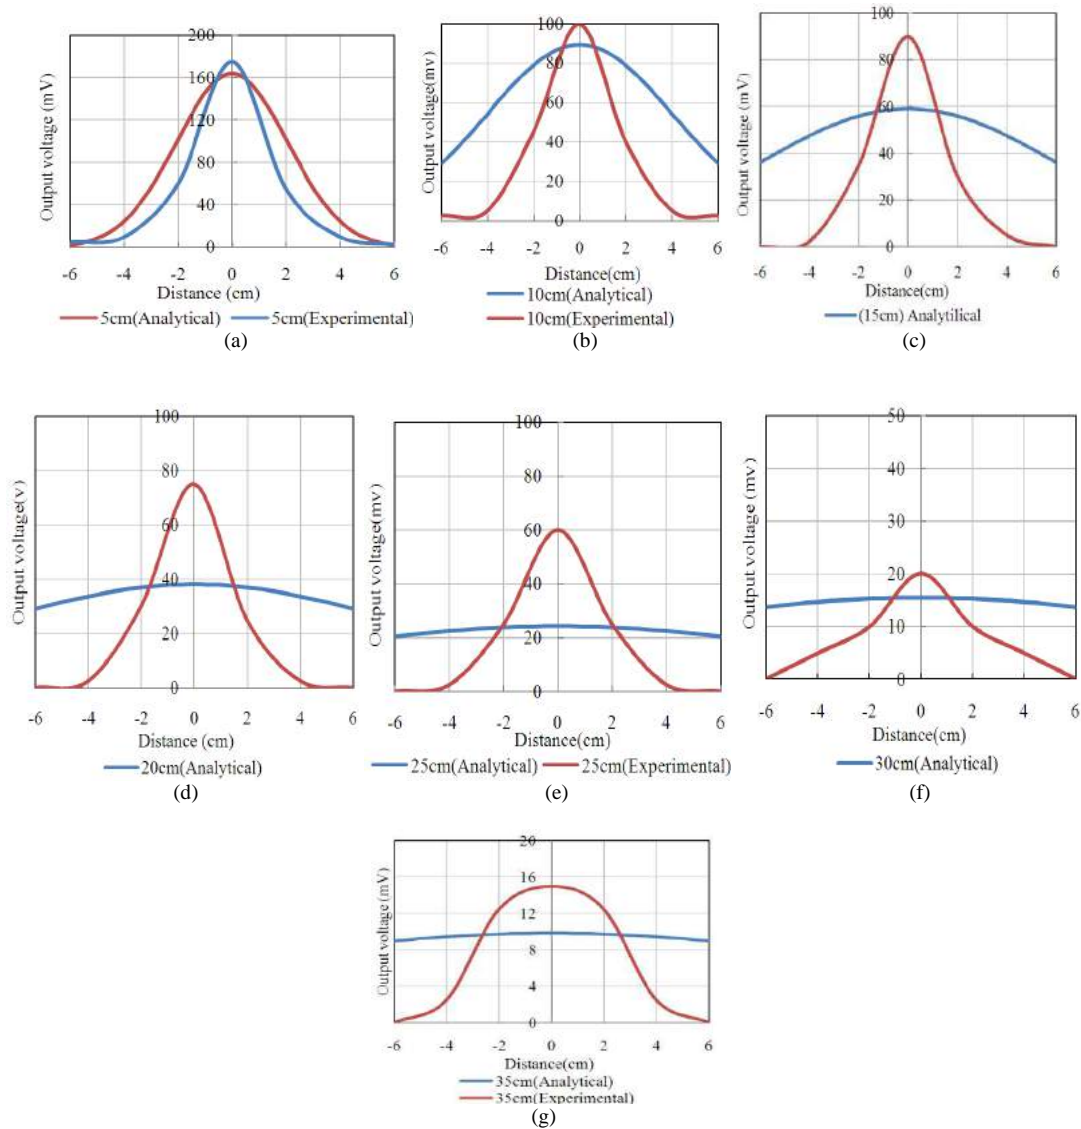 200
160
120
80
40
0
Output voltage (mV)
-6 -4 -2 0 2 4 6
Distance (cm)
5cm(Analytical) 5cm(Experimental)
(a)
100
80
60
40
20
0
Output voltage(mv)
-6 -4 -2 0 2 4 6
Distance(cm)
10cm(Analytical)
10cm(Experimental)
(b)
100
80
60
40
20
0
Output voltage (mV)
-6 -4 -2 0 2 4 6
Distance(cm)
(15cm) Analytilical
(c)
100
80
60
40
20
0
Output voltage(v)
-6 -4 -2 0 2 4 6
Distance (cm)
20cm(Analytical)
(d)
100
80
60
40
20
0
Output voltage(mv)
-6 -4 -2 0 2 4 6
Distance(cm)
25cm(Analytical) 25cm(Experimental)
(e)
50
40
30
20
10
0
Output voltage (mv)
-6 -4 -2 0 2 4 6
Distance(cm)
30cm(Analytical)
(f)
20
16
12
8
4
0
Output voltage (mV)
-6 -4 -2 0 2 4 6
Distance(cm)
35cm(Analytical)
35cm(Experimental)
(g)